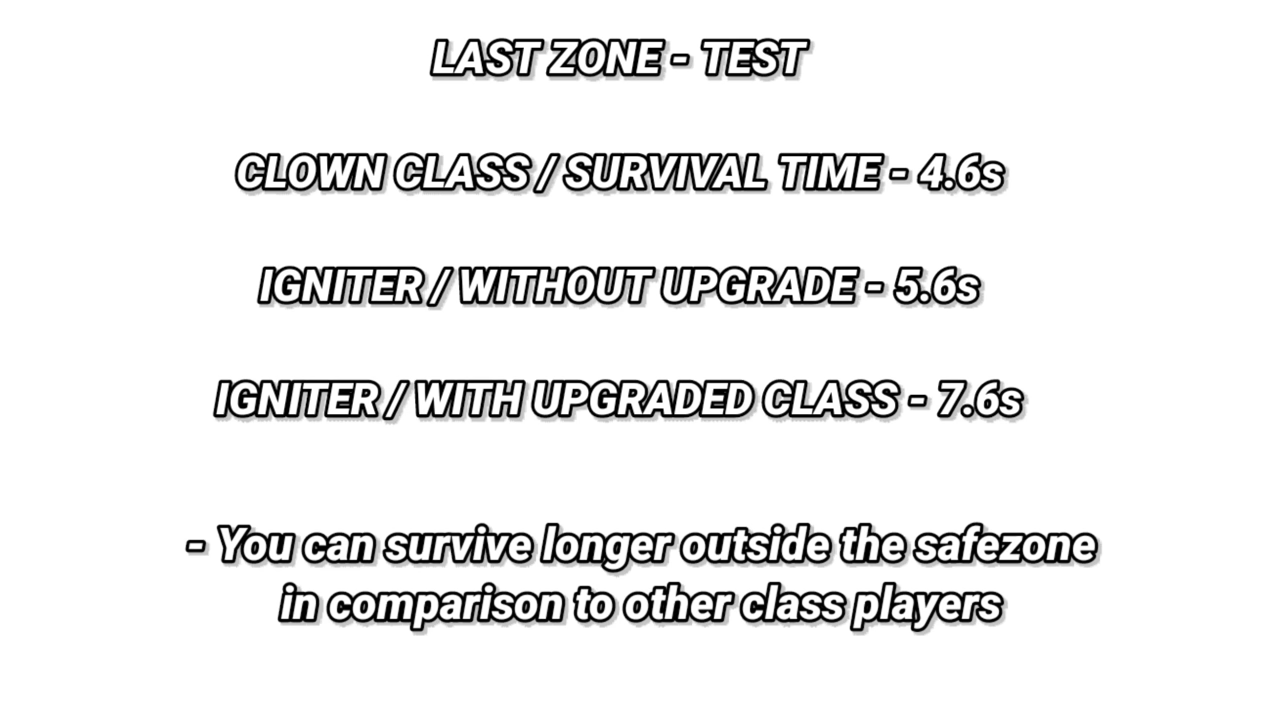 LAST ZONE - TEST
CLOWN CLASS / SURVIVAL TIME - 4.6s
IGNITER / WITHOUT UPGRADE - 5.6s
IGNITER / WITH UPGRADED CLASS - 7.6s
- You can survive longer outside the safezone
in comparison to other class players